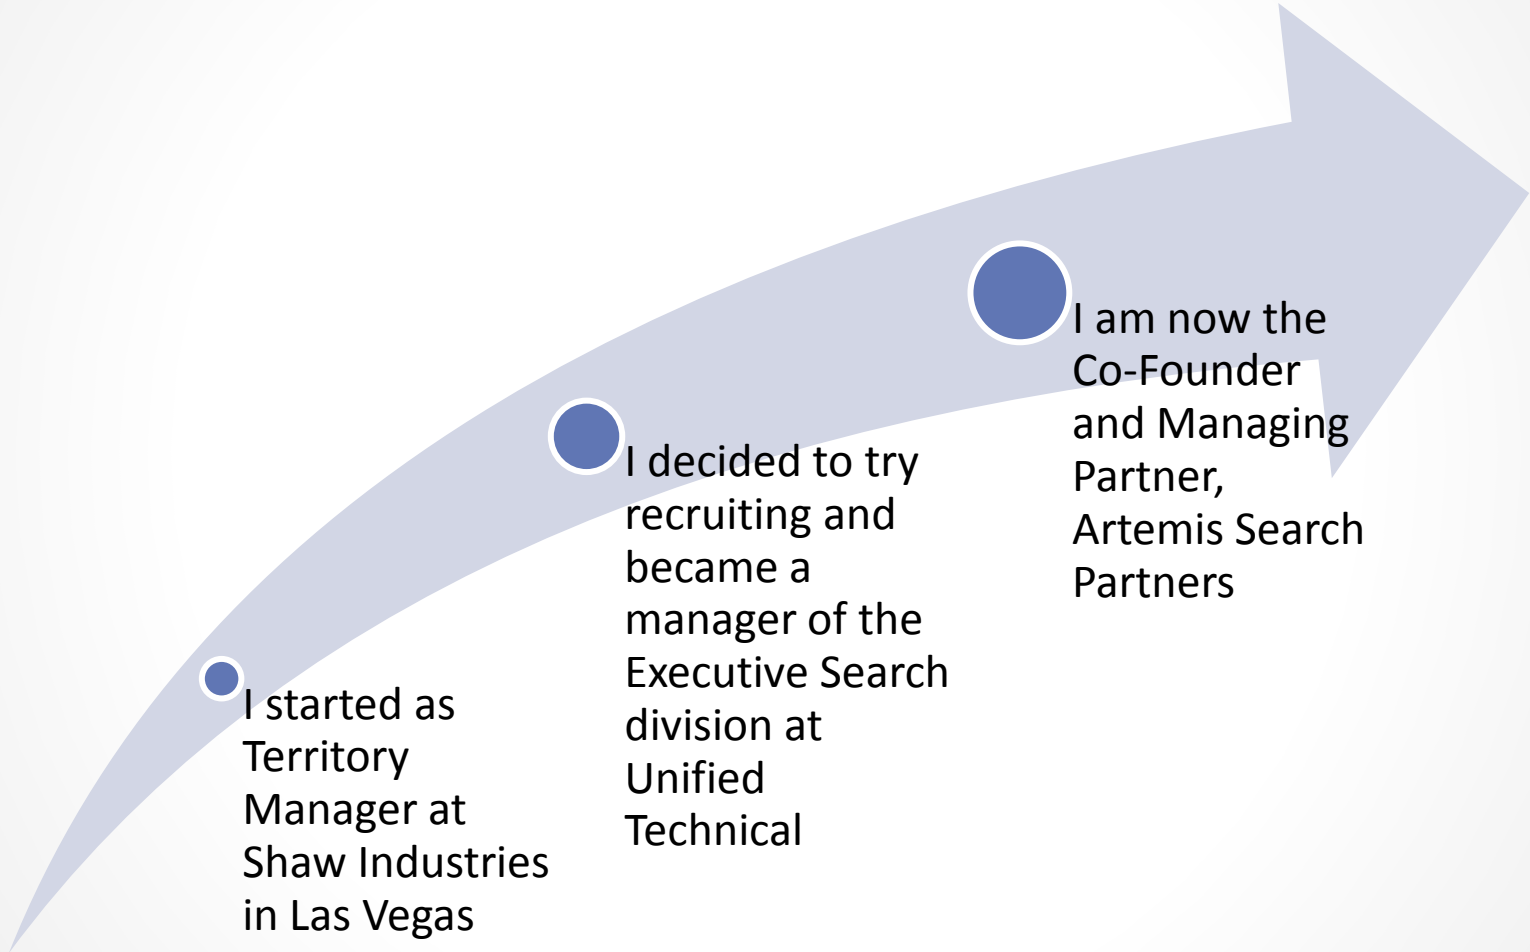 I started as
Territory
Manager at
Shaw Industries
in Las Vegas
I decided to try
recruiting and
became a
manager of the
Executive Search
division at
Unified
Technical
I am now the
Co-Founder
and Managing
Partner,
Artemis Search
Partners